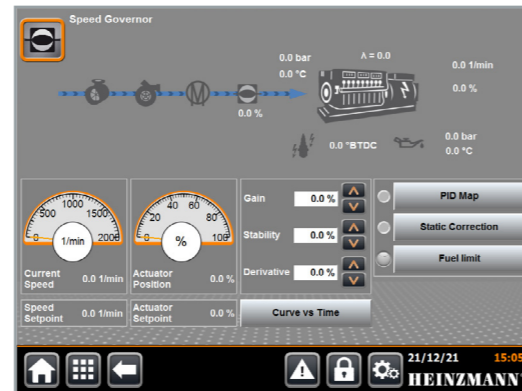 Speed Governor
0.0 bar
0.0 °C
λ = 0.0
0.0 1/min
0.0 %
0.0 %
0.0 °BTDC
0.0 bar
0.0 °C
0 500 1000 1500 2000
1/min
Current Speed 0.0 1/min
0 20 40 60 80 100
%
Actuator Position 0.0 %
Gain 0.0 %
Stability 0.0 %
Derivative 0.0 %
PID Map
Static Correction
Fuel limit
Speed Setpoint 0.0 1/min
Actuator Setpoint 0.0 %
Curve vs Time
21/12/21 15:05
HEINZMANN